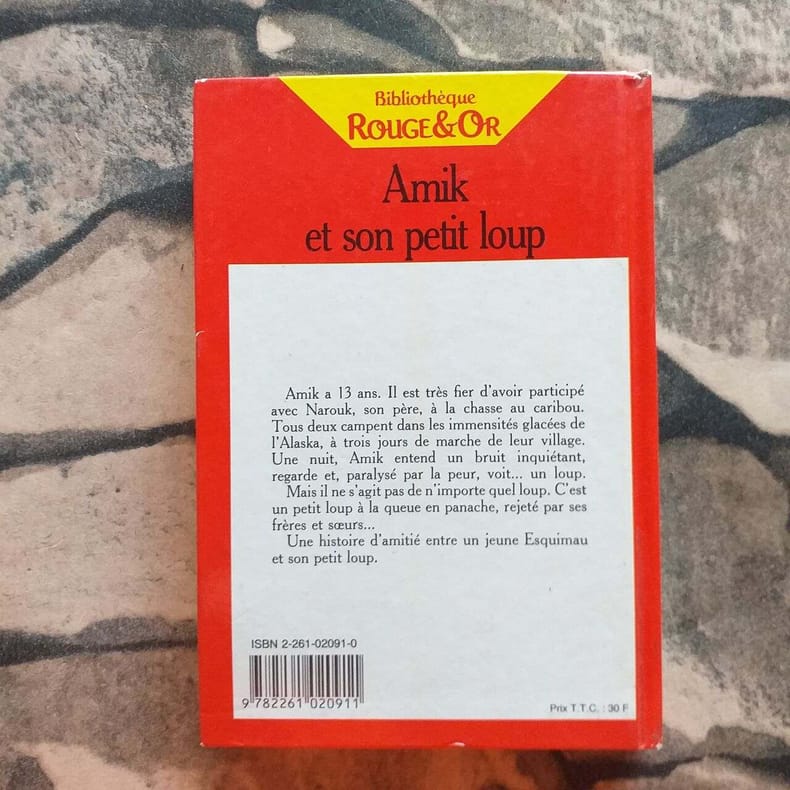 Bibliothèque
ROUGE&OR
Amik
et son petit loup
Amik a 13 ans. Il est très fier d'avoir participé
avec Narouk, son père, à la chasse au caribou.
Tous deux campent dans les immensités glacées de
l'Alaska, à trois jours de marche de leur village.
Une nuit, Amik entend un bruit inquiétant,
regarde et, paralysé par la peur, voit... un loup.
Mais il ne s'agit pas de n'importe quel loup. C'est
un petit loup à la queue en panache, rejeté par ses
frères et sœurs...
Une histoire d'amitié entre un jeune Esquimau
et son petit loup.
ISBN 2-261-02091-0
9 782261 020911
Prix T.T.C. : 30 F